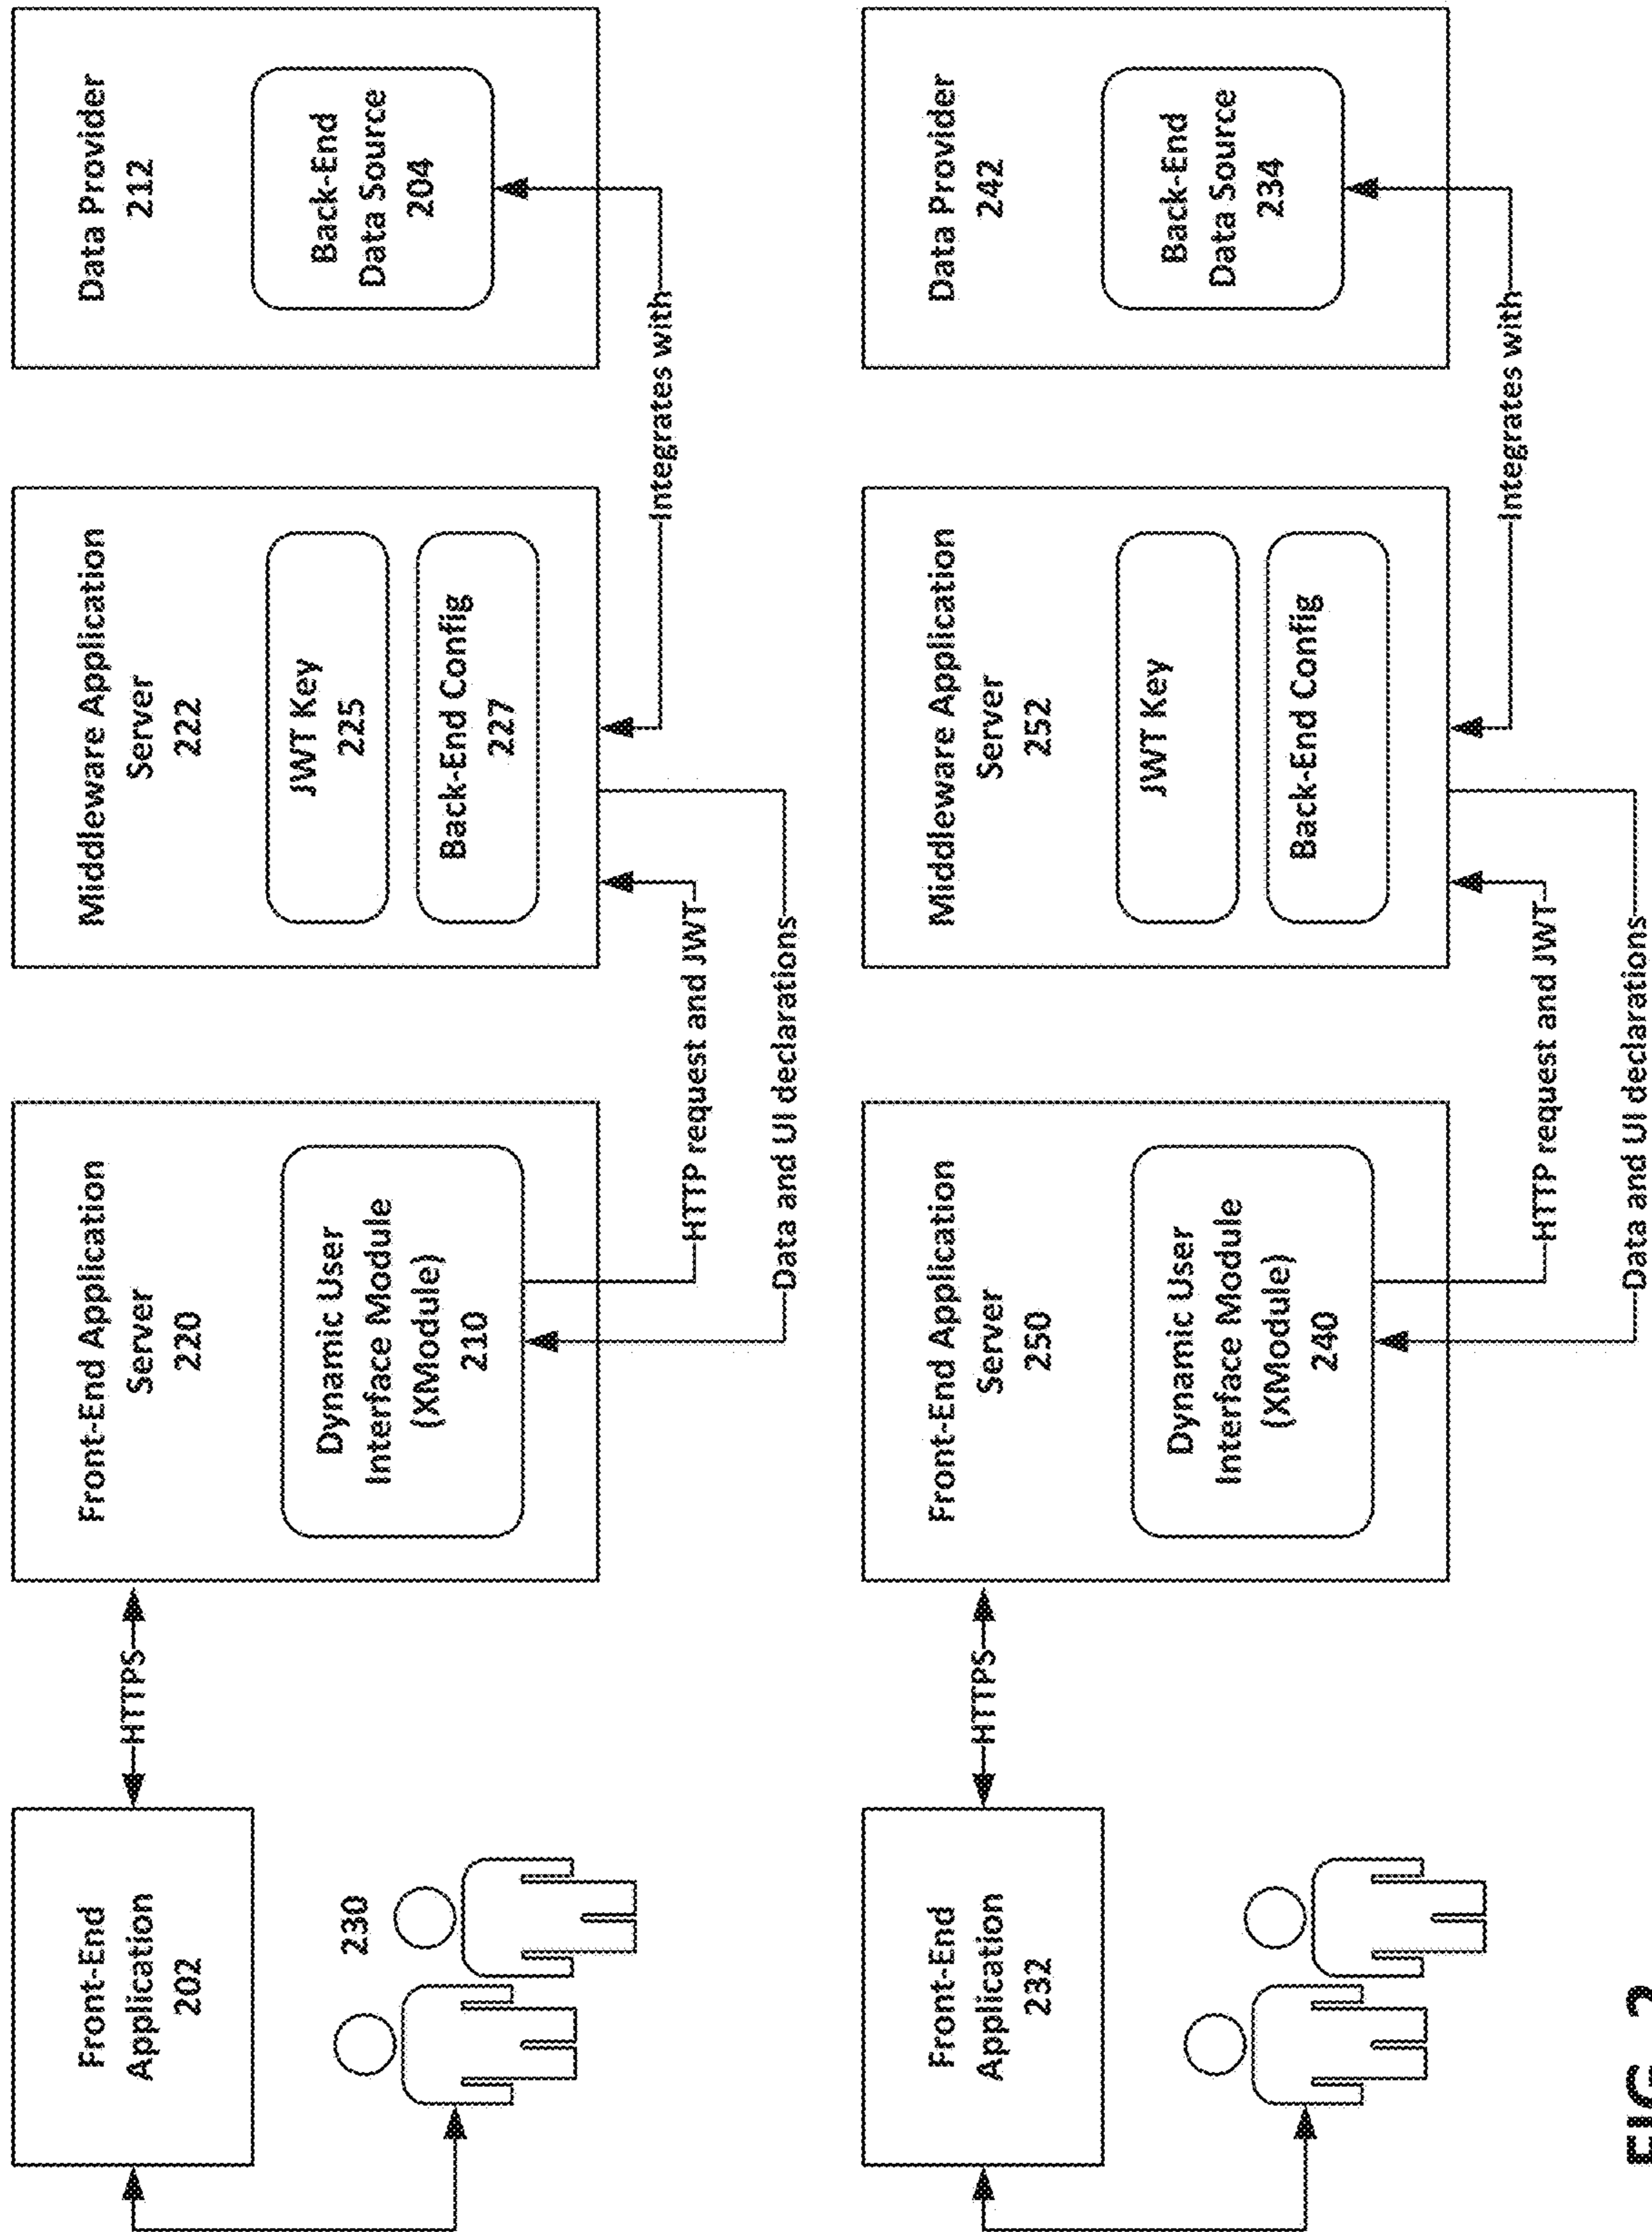 Front-End
Application
202
HTTPS
230
Front-End Application
Server
220
Dynamic User
Interface Module
(XModule)
210
HTTP request and JWT
Data and UI declarations
Middleware Application
Server
222
JWT Key
225
Back-End Config
227
Integrates with
Data Provider
212
Back-End
Data Source
204
Front-End
Application
232
HTTPS
Front-End Application
Server
250
Dynamic User
Interface Module
(XModule)
240
HTTP request and JWT
Data and UI declarations
Middleware Application
Server
252
JWT Key
Back-End Config
Integrates with
Data Provider
242
Back-End
Data Source
234
FIG. 2